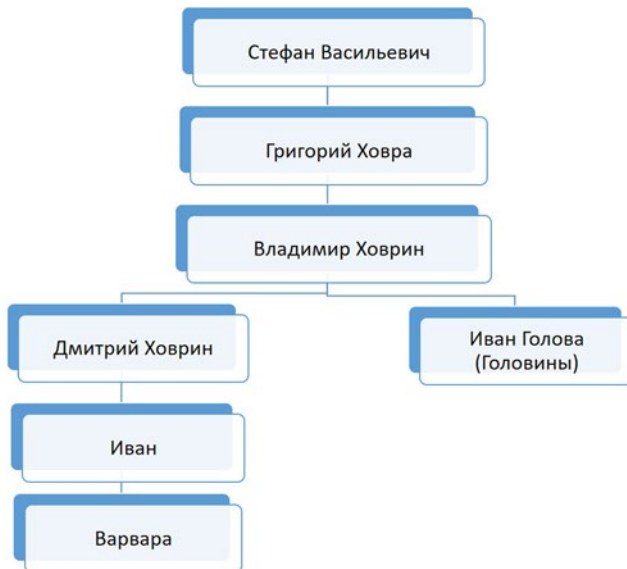 Стефан Васильевич
Григорий Ховра
Владимир Ховрин
Дмитрий Ховрин
Иван Голова
(Головины)
Иван
Варвара